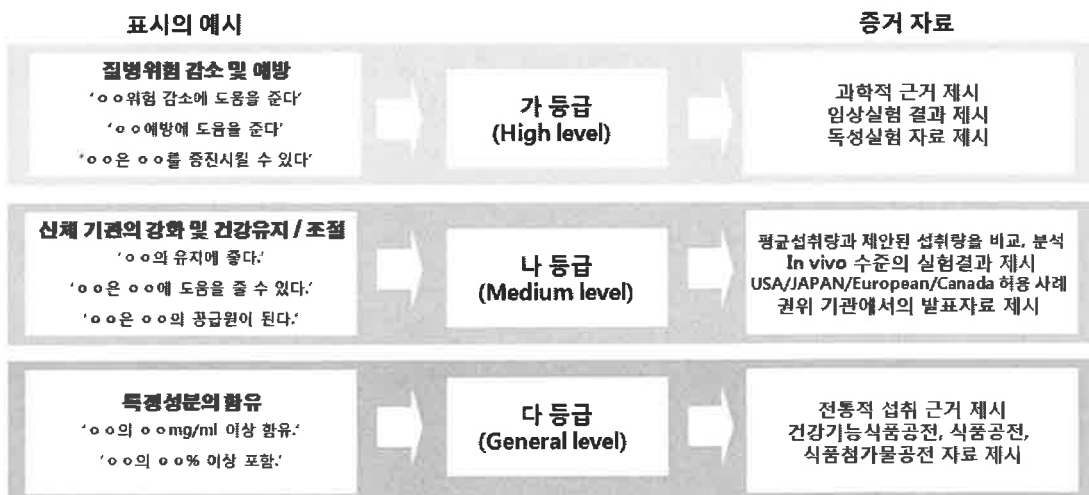 표시의 예시
증거 자료
질병위험 감소 및 예방
'ㅇㅇ위험 감소에 도움을 준다'
'ㅇㅇ예방에 도움을 준다'
'ㅇㅇ은 ㅇㅇ를 증진시킬 수 있다'
가 등급
(High level)
과학적 근거 제시
임상실험 결과 제시
독성실험 자료 제시
신체 기관의 강화 및 건강유지 / 조절
'ㅇㅇ의 유지에 좋다.'
'ㅇㅇ은 ㅇㅇ에 도움을 줄 수 있다.'
'ㅇㅇ은 ㅇㅇ의 공급원이 된다.'
나 등급
(Medium level)
평균섭취량과 제안된 섭취량을 비교, 분석
In vivo 수준의 실험결과 제시
USA/JAPAN/European/Canada 허용 사례
권위 기관에서의 발표자료 제시
특정성분의 함유
'ㅇㅇ의 ㅇㅇmg/ml 이상 함유.'
'ㅇㅇ의 ㅇㅇ% 이상 포함.'
다 등급
(General level)
전통적 섭취 근거 제시
건강기능식품공전, 식품공전,
식품첨가물공전 자료 제시